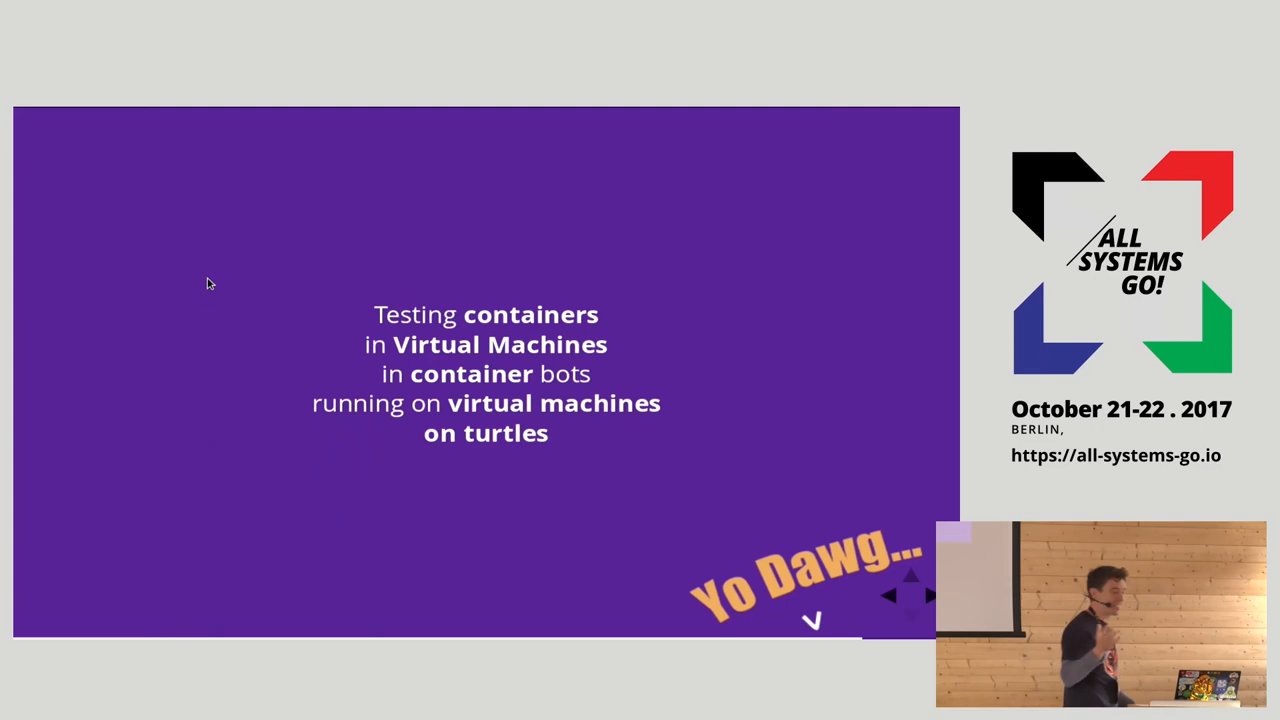 Testing containers
in Virtual Machines
in container bots
running on virtual machines
on turtles
Yo Dawg...
ALL
SYSTEMS
GO!
October 21-22 . 2017
BERLIN,
https://all-systems-go.io